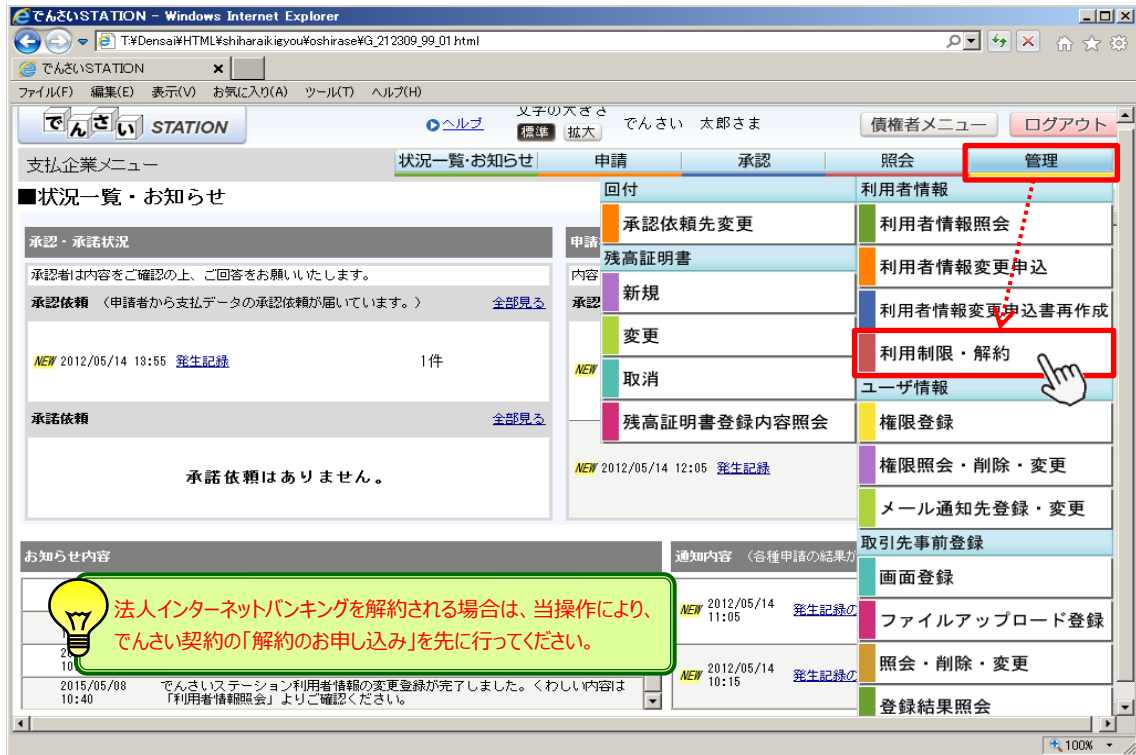 でんさいSTATION - Windows Internet Explorer
T:¥Densai¥HTML¥shiharaikigyou¥oshirase¥G_212309_99_01.html
でんさいSTATION
ファイル(F) 編集(E) 表示(V) お気に入り(A) ツール(T) ヘルプ(H)
でんさい STATION
ヘルプ
文字の大きさ
標準 拡大
でんさい 太郎さま
債権者メニュー
ログアウト
支払企業メニュー
状況一覧・お知らせ 申請 承認 照会 管理
■状況一覧・お知らせ
承認・承諾状況
承認者は内容をご確認の上、ご回答をお願いいたします。
承認依頼 （申請者から支払データの承認依頼が届いています。） 全部見る
NEW 2012/05/14 13:55 発生記録 1件
承諾依頼 全部見る
承諾依頼はありません。
申請
内容
承認
NEW
NEW 2012/05/14 12:05 発生記録
回付
承認依頼先変更
残高証明書
新規
変更
取消
残高証明書登録内容照会
利用者情報
利用者情報照会
利用者情報変更申込
利用者情報変更申込書再作成
利用制限・解約
ユーザ情報
権限登録
権限照会・削除・変更
メール通知先登録・変更
取引先事前登録
画面登録
ファイルアップロード登録
照会・削除・変更
登録結果照会
お知らせ内容
法人インターネットバンキングを解約される場合は、当操作により、
でんさい契約の「解約のお申し込み」を先に行ってください。
2015/05/08 でんさいステーション利用者情報の変更登録が完了しました。くわしい内容は
10:40 「利用者情報照会」よりご確認ください。
通知内容 （各種申請の結果が
NEW 2012/05/14 発生記録の
11:05
NEW 2012/05/14 発生記録の
10:15
100%